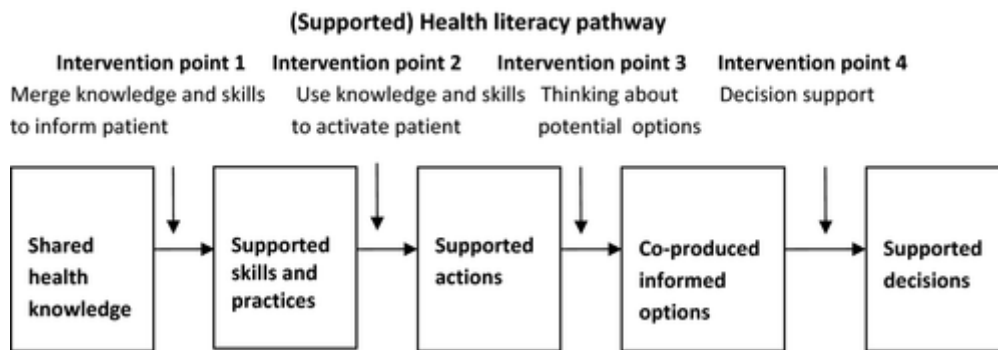 (Supported) Health literacy pathway
Intervention point 1
Merge knowledge and skills
to inform patient
Intervention point 2
Use knowledge and skills
to activate patient
Intervention point 3
Thinking about
potential options
Intervention point 4
Decision support
Shared
health
knowledge
Supported
skills and
practices
Supported
actions
Co-produced
informed
options
Supported
decisions